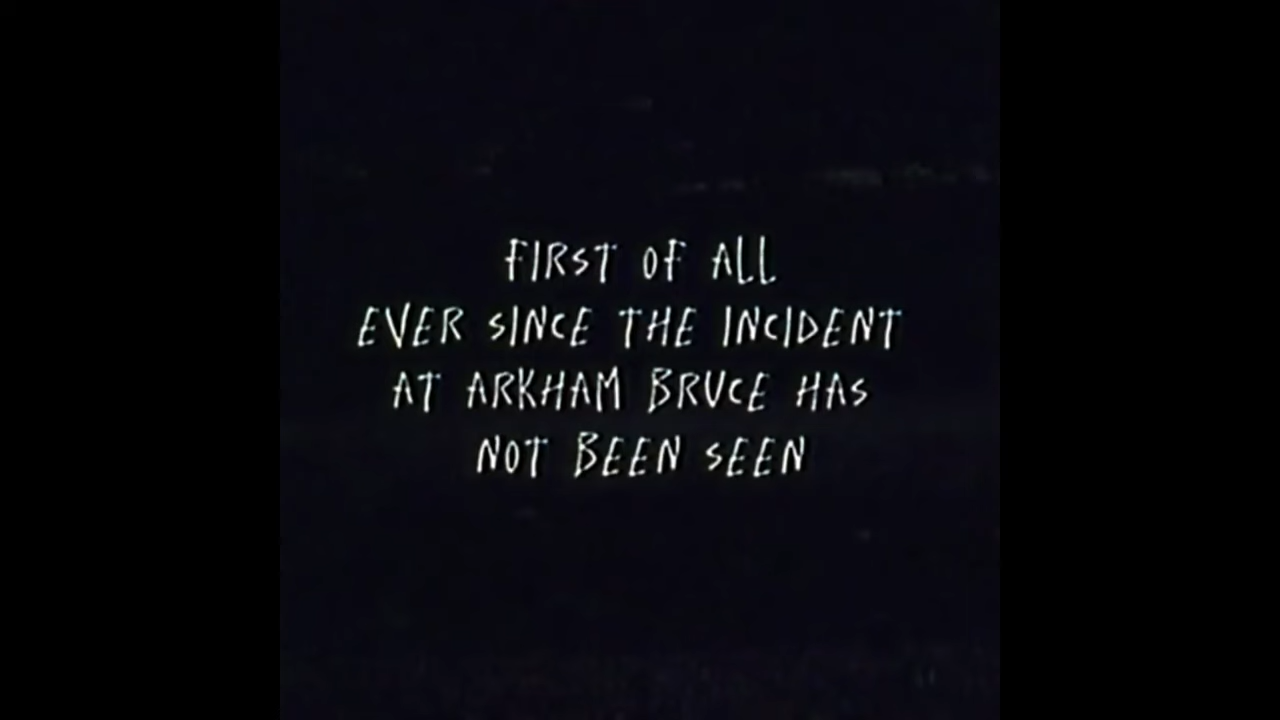 FIRST OF ALL
EVER SINCE THE INCIDENT
AT ARKHAM BRUCE HAS
NOT BEEN SEEN